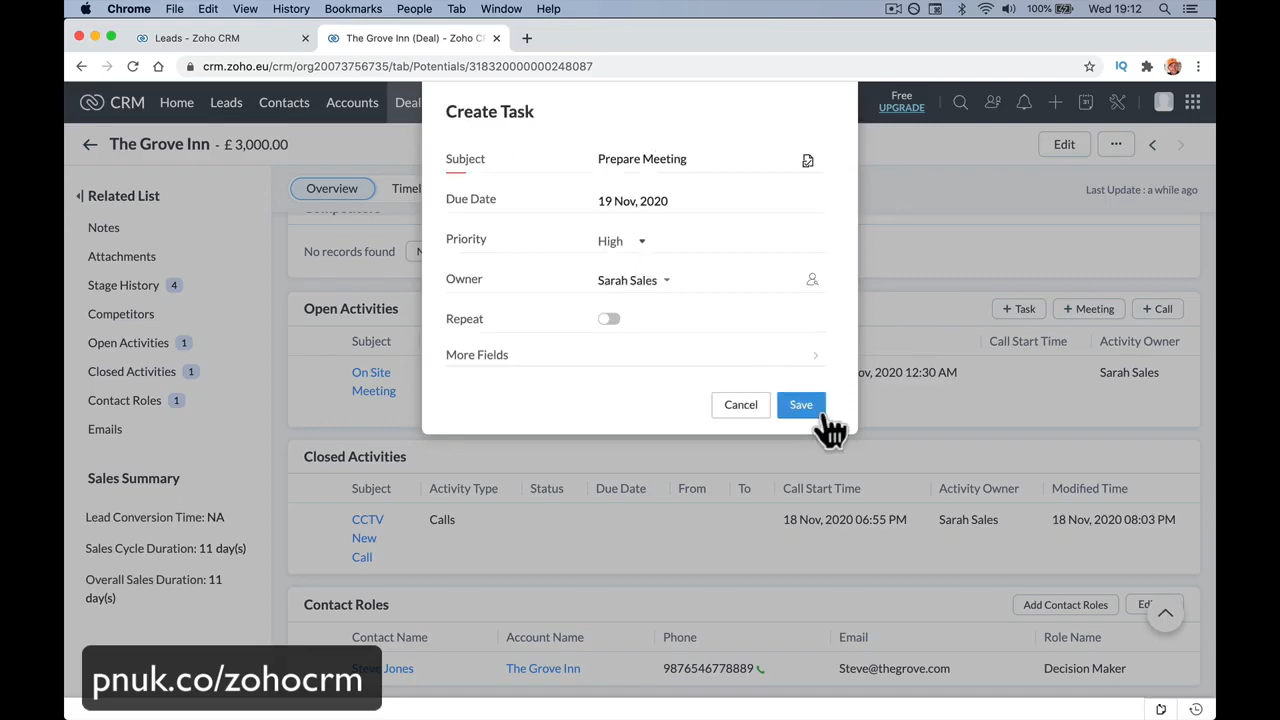 Chrome File Edit View History Bookmarks People Tab Window Help 100% Wed 19:12
Leads - Zoho CRM The Grove Inn (Deal) - Zoho C
crm.zoho.eu/crm/org20073756735/tab/Potentials/318320000000248087 IQ
CRM Home Leads Contacts Accounts Deal Free UPGRADE 31
The Grove Inn - £ 3,000.00 Edit
Related List
Notes
Attachments
Stage History 4
Competitors
Open Activities 1
Closed Activities 1
Contact Roles 1
Emails
Sales Summary
Lead Conversion Time: NA
Sales Cycle Duration: 11 day(s)
Overall Sales Duration: 11
day(s)
Overview Timel Last Update : a while ago
Competitors
No records found N
Create Task
Subject Prepare Meeting
Due Date 19 Nov, 2020
Priority High
Owner Sarah Sales
Repeat
More Fields
Cancel Save
Open Activities + Task + Meeting + Call
Subject Call Start Time Activity Owner
On Site ov, 2020 12:30 AM Sarah Sales
Meeting
Closed Activities
Subject Activity Type Status Due Date From To Call Start Time Activity Owner Modified Time
CCTV Calls 18 Nov, 2020 06:55 PM Sarah Sales 18 Nov, 2020 08:03 PM
New
Call
Contact Roles Add Contact Roles Ed
Contact Name Account Name Phone Email Role Name
Steve Jones The Grove Inn 9876546778889 Steve@thegrove.com Decision Maker
pnuk.co/zohocrm